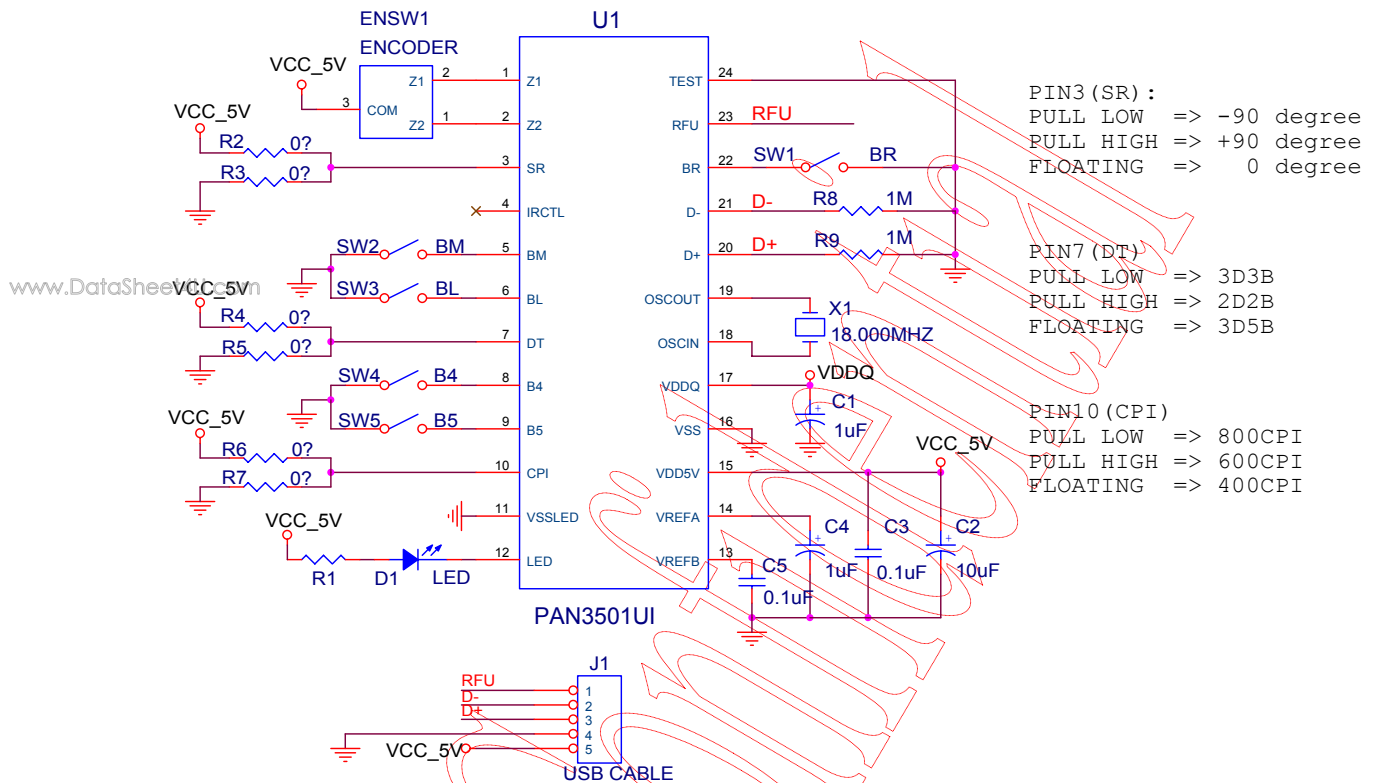 ENSW1
ENCODER
U1
VCC_5V
Z1 2
3 COM
Z2 1
1 Z1
2 Z2
VCC_5V
R2 0?
R3 0?
3 SR
4 IRCTL
SW2 BM
5 BM
SW3 BL
6 BL
www.DataSheet4U.com
VCC_5V
R4 0?
R5 0?
7 DT
SW4 B4
8 B4
SW5 B5
9 B5
VCC_5V
R6 0?
R7 0?
10 CPI
11 VSSLED
VCC_5V
R1
D1
LED
12 LED
TEST 24
RFU 23 RFU
BR 22 SW1 BR
D- 21 D- R8 1M
D+ 20 D+ R9 1M
OSCOUT 19
X1
18.000MHZ
OSCIN 18
VDDQ 17
VDDQ
C1
1uF
VSS 16
VCC_5V
VDD5V 15
VREFA 14
C4
1uF
C3
0.1uF
C2
10uF
VREFB 13
C5
0.1uF
PAN3501UI
J1
RFU 1
D- 2
D+ 3
4
VCC_5V 5
USB CABLE
PIN3(SR):
PULL LOW => -90 degree
PULL HIGH => +90 degree
FLOATING => 0 degree
PIN7(DT)
PULL LOW => 3D3B
PULL HIGH => 2D2B
FLOATING => 3D5B
PIN10(CPI)
PULL LOW => 800CPI
PULL HIGH => 600CPI
FLOATING => 400CPI